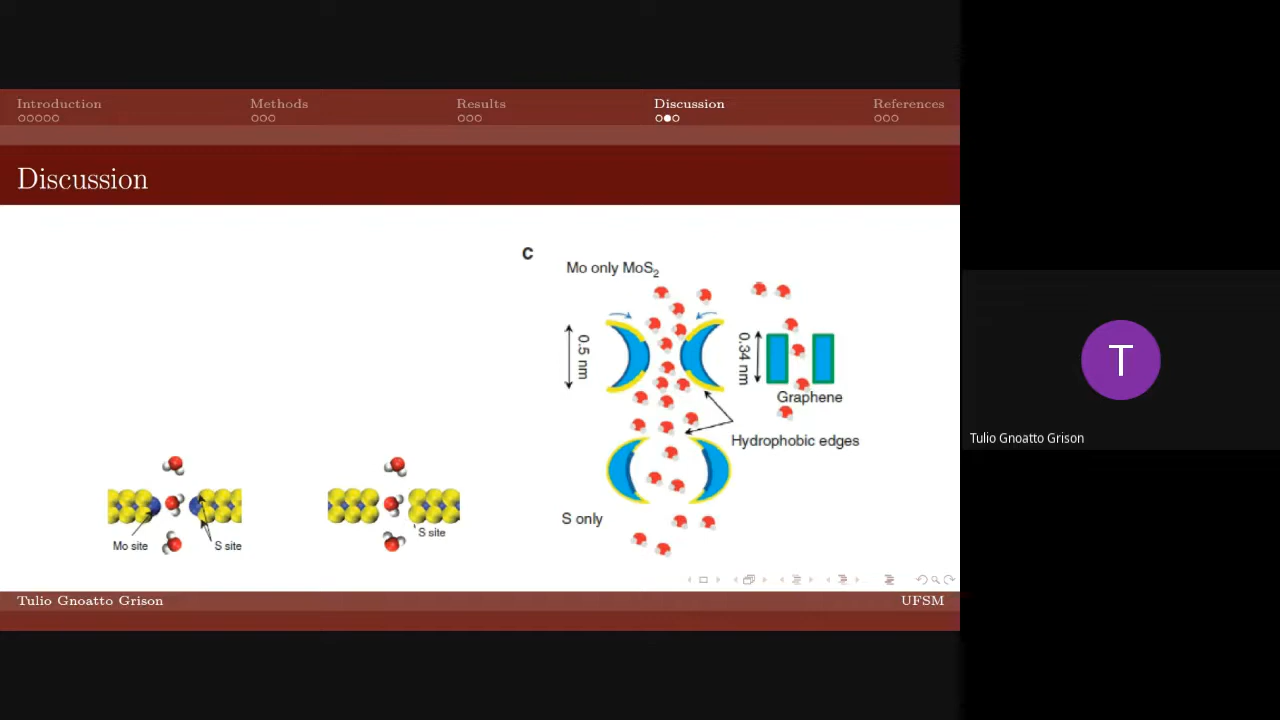 Introduction
Methods
Results
Discussion
References
Discussion
c
Mo only MoS₂
0.5 nm
0.34 nm
Graphene
Hydrophobic edges
S only
Mo site
S site
S site
Tulio Gnoatto Grison
UFSM
T
Tulio Gnoatto Grison